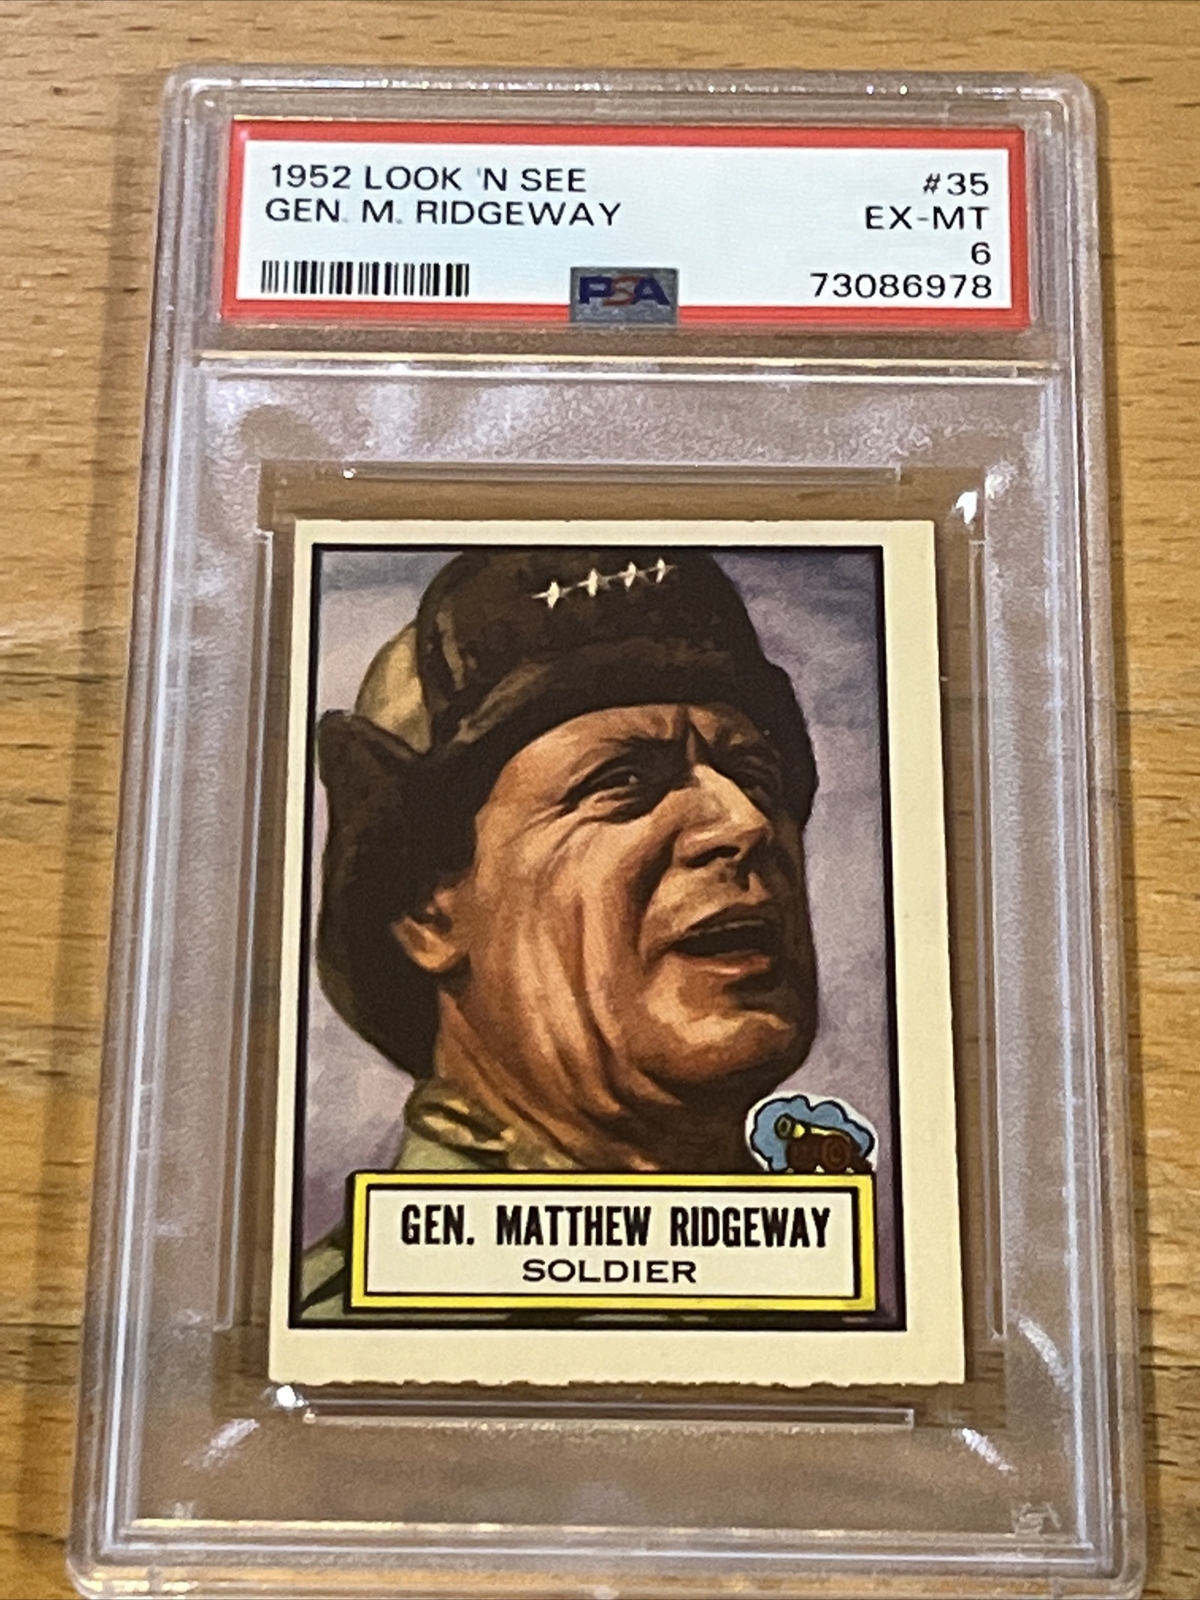 1952 LOOK 'N SEE
#35
GEN. M. RIDGEWAY
EX-MT
6
PSA
73086978
GEN. MATTHEW RIDGEWAY
SOLDIER